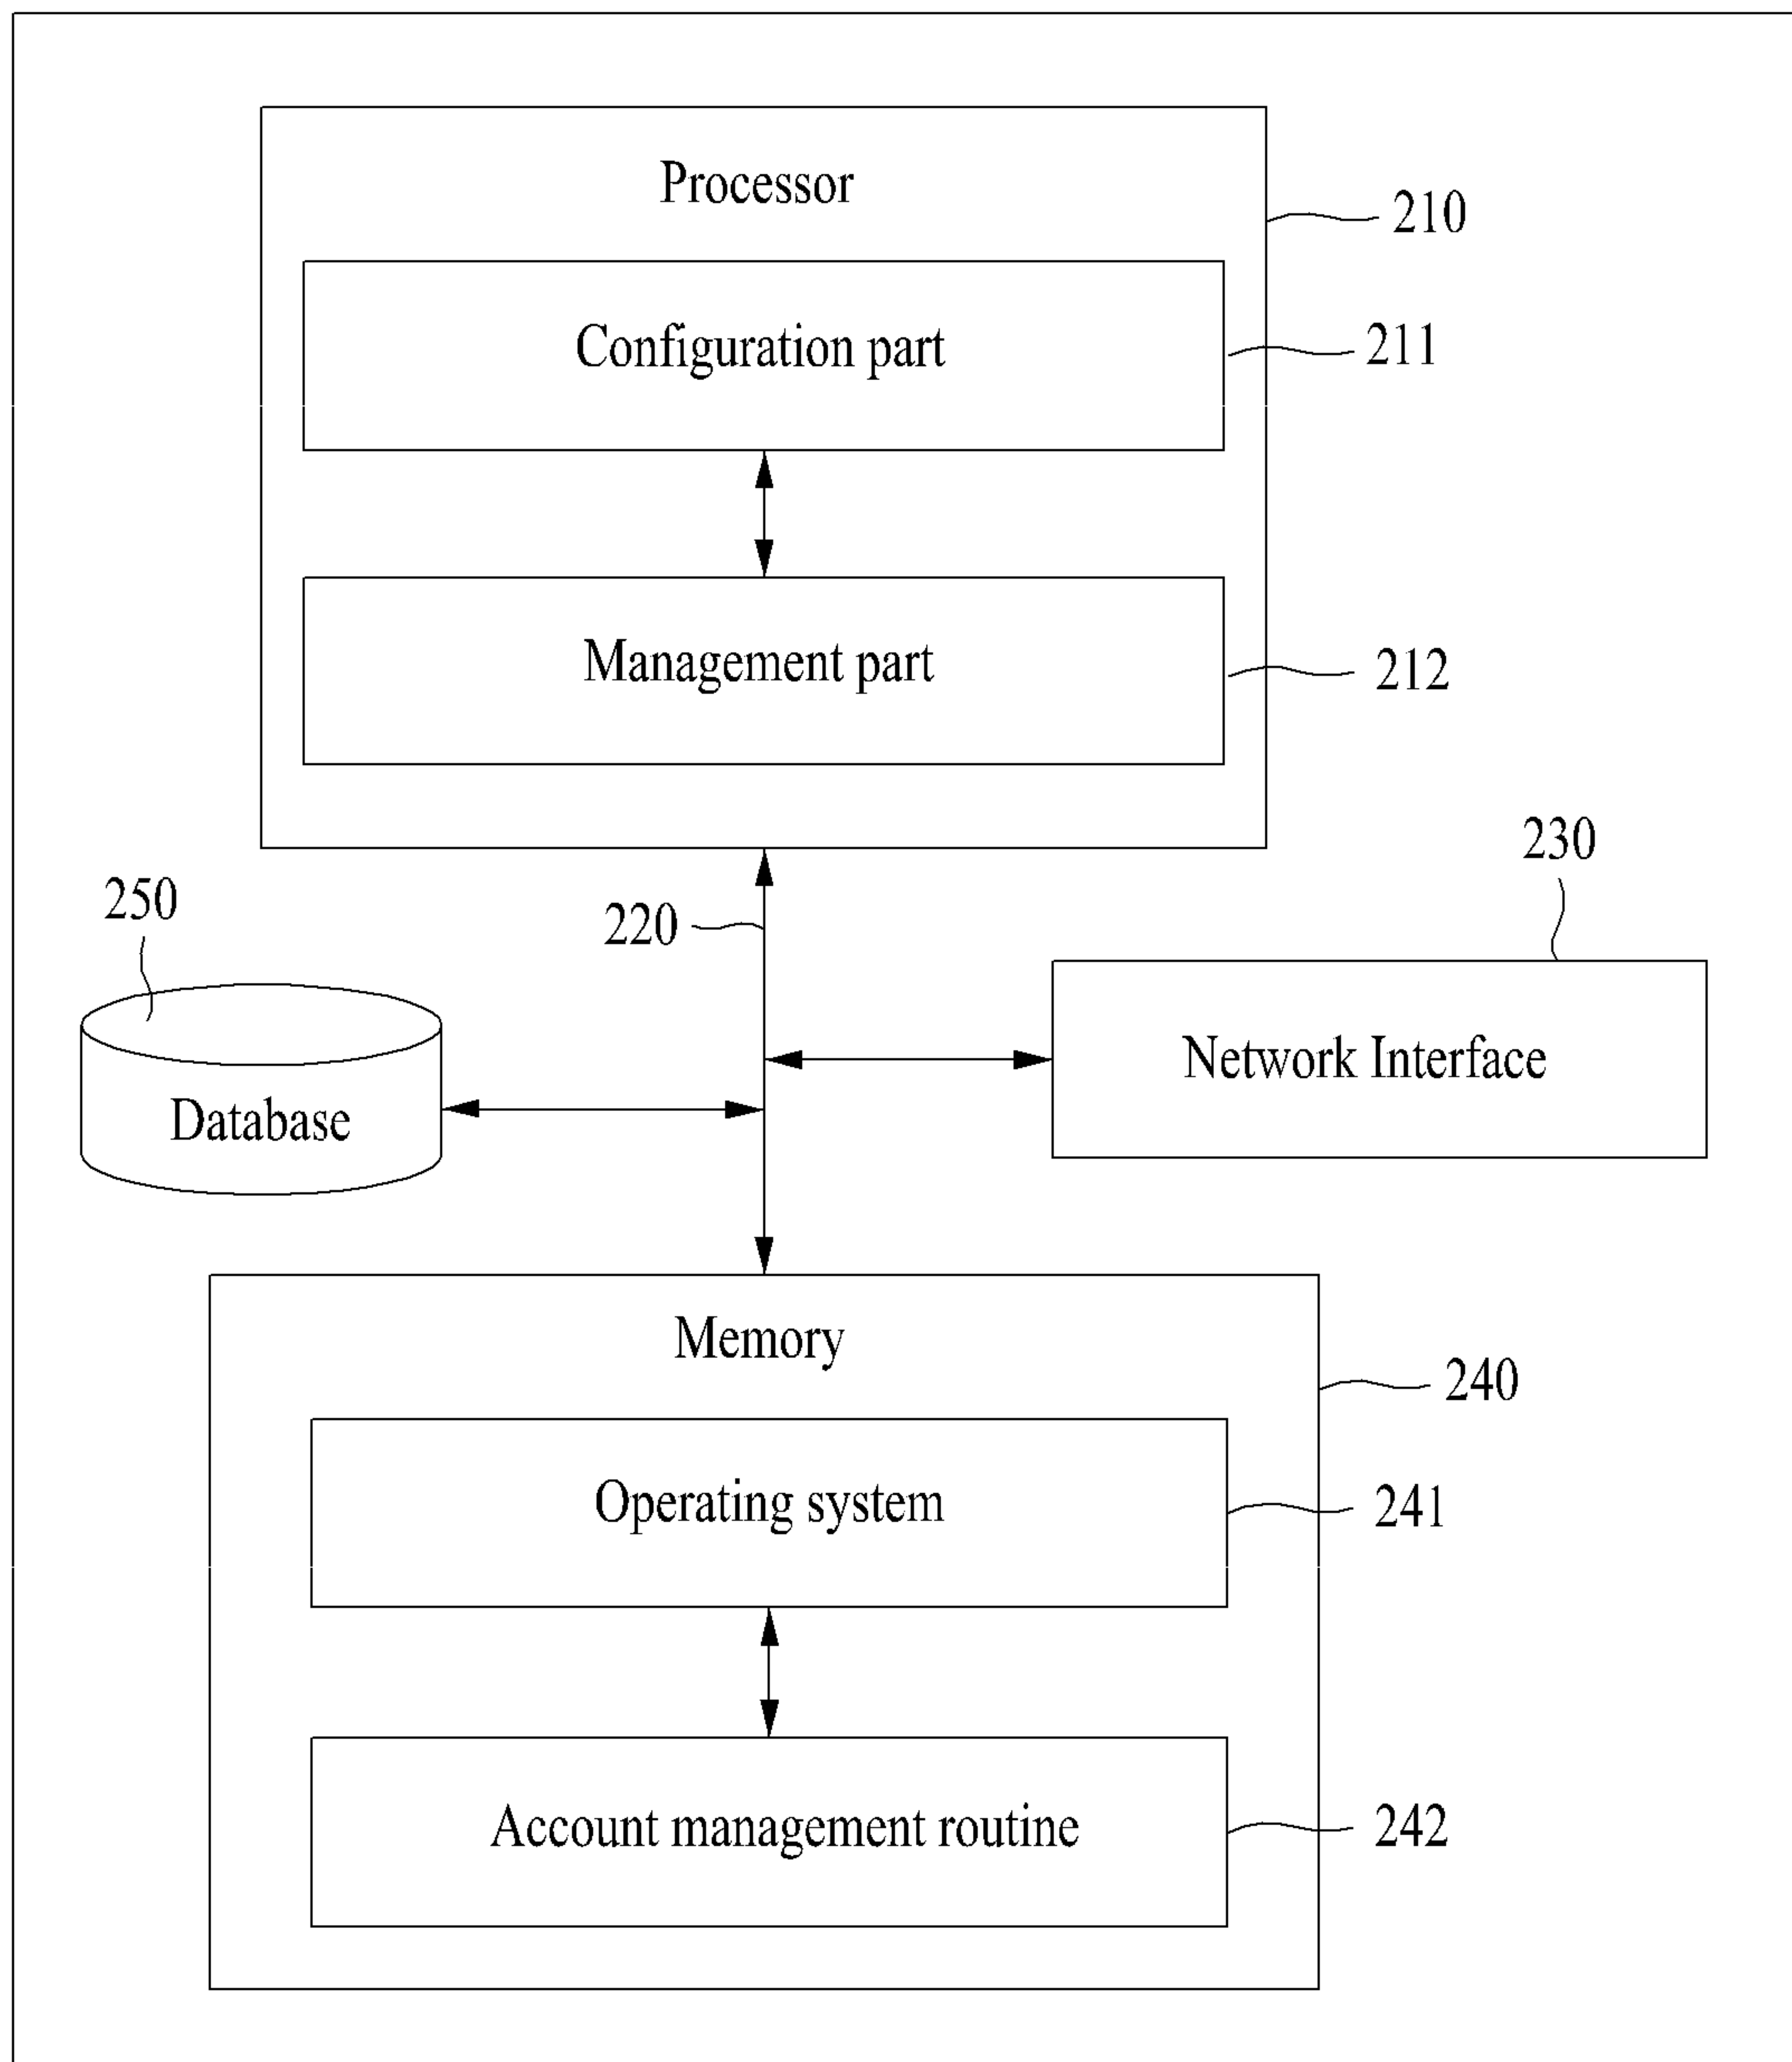 Processor
210
Configuration part
211
Management part
212
230
250
220
Network Interface
Database
Memory
240
Operating system
241
Account management routine
242